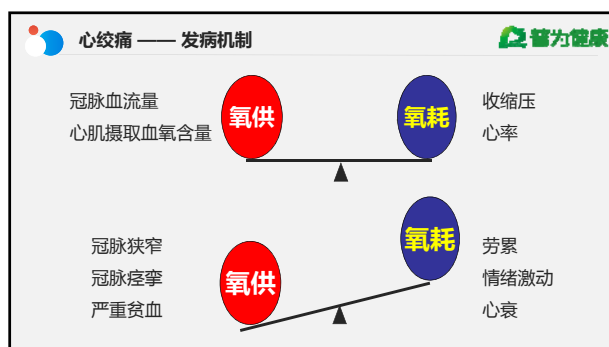 心绞痛 —— 发病机制
普为健康
冠脉血流量
心肌摄取血氧含量
氧供
氧耗
收缩压
心率
冠脉狭窄
冠脉痉挛
严重贫血
氧供
氧耗
劳累
情绪激动
心衰